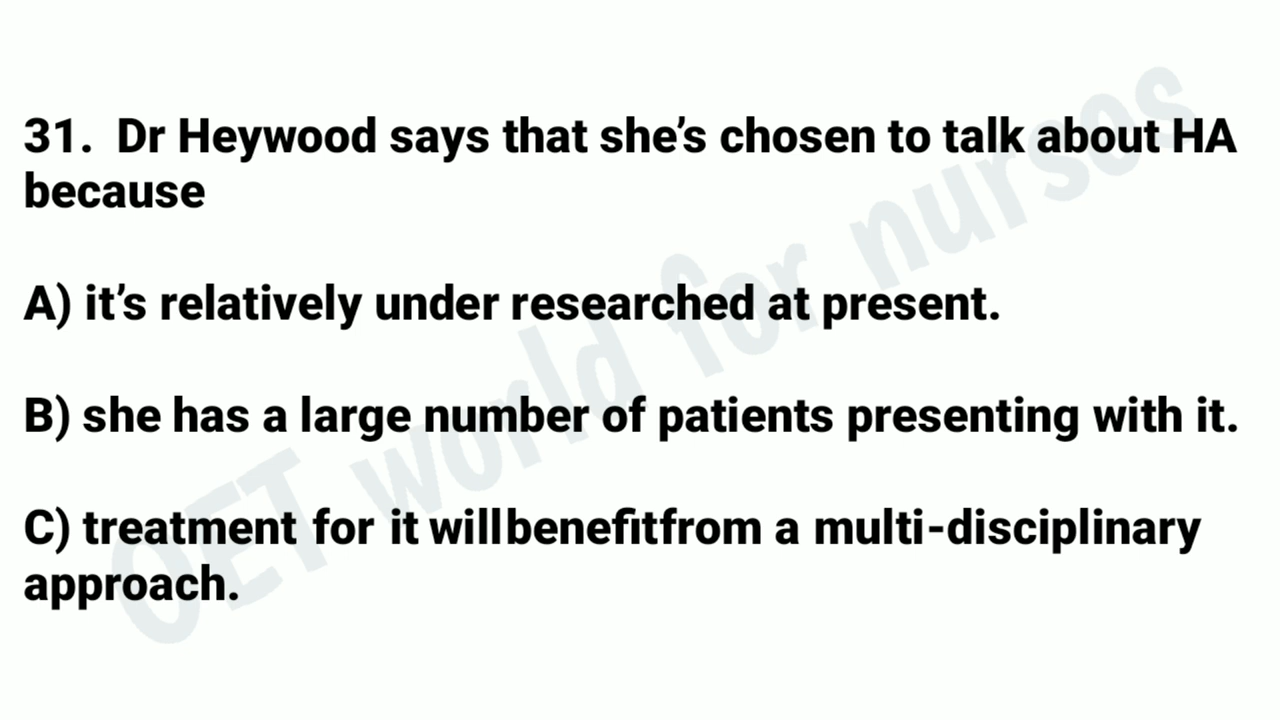 31. Dr Heywood says that she's chosen to talk about HA
because
A) it's relatively under researched at present.
B) she has a large number of patients presenting with it.
C) treatment for it willbenefitfrom a multi-disciplinary
approach.
OET world for nursos